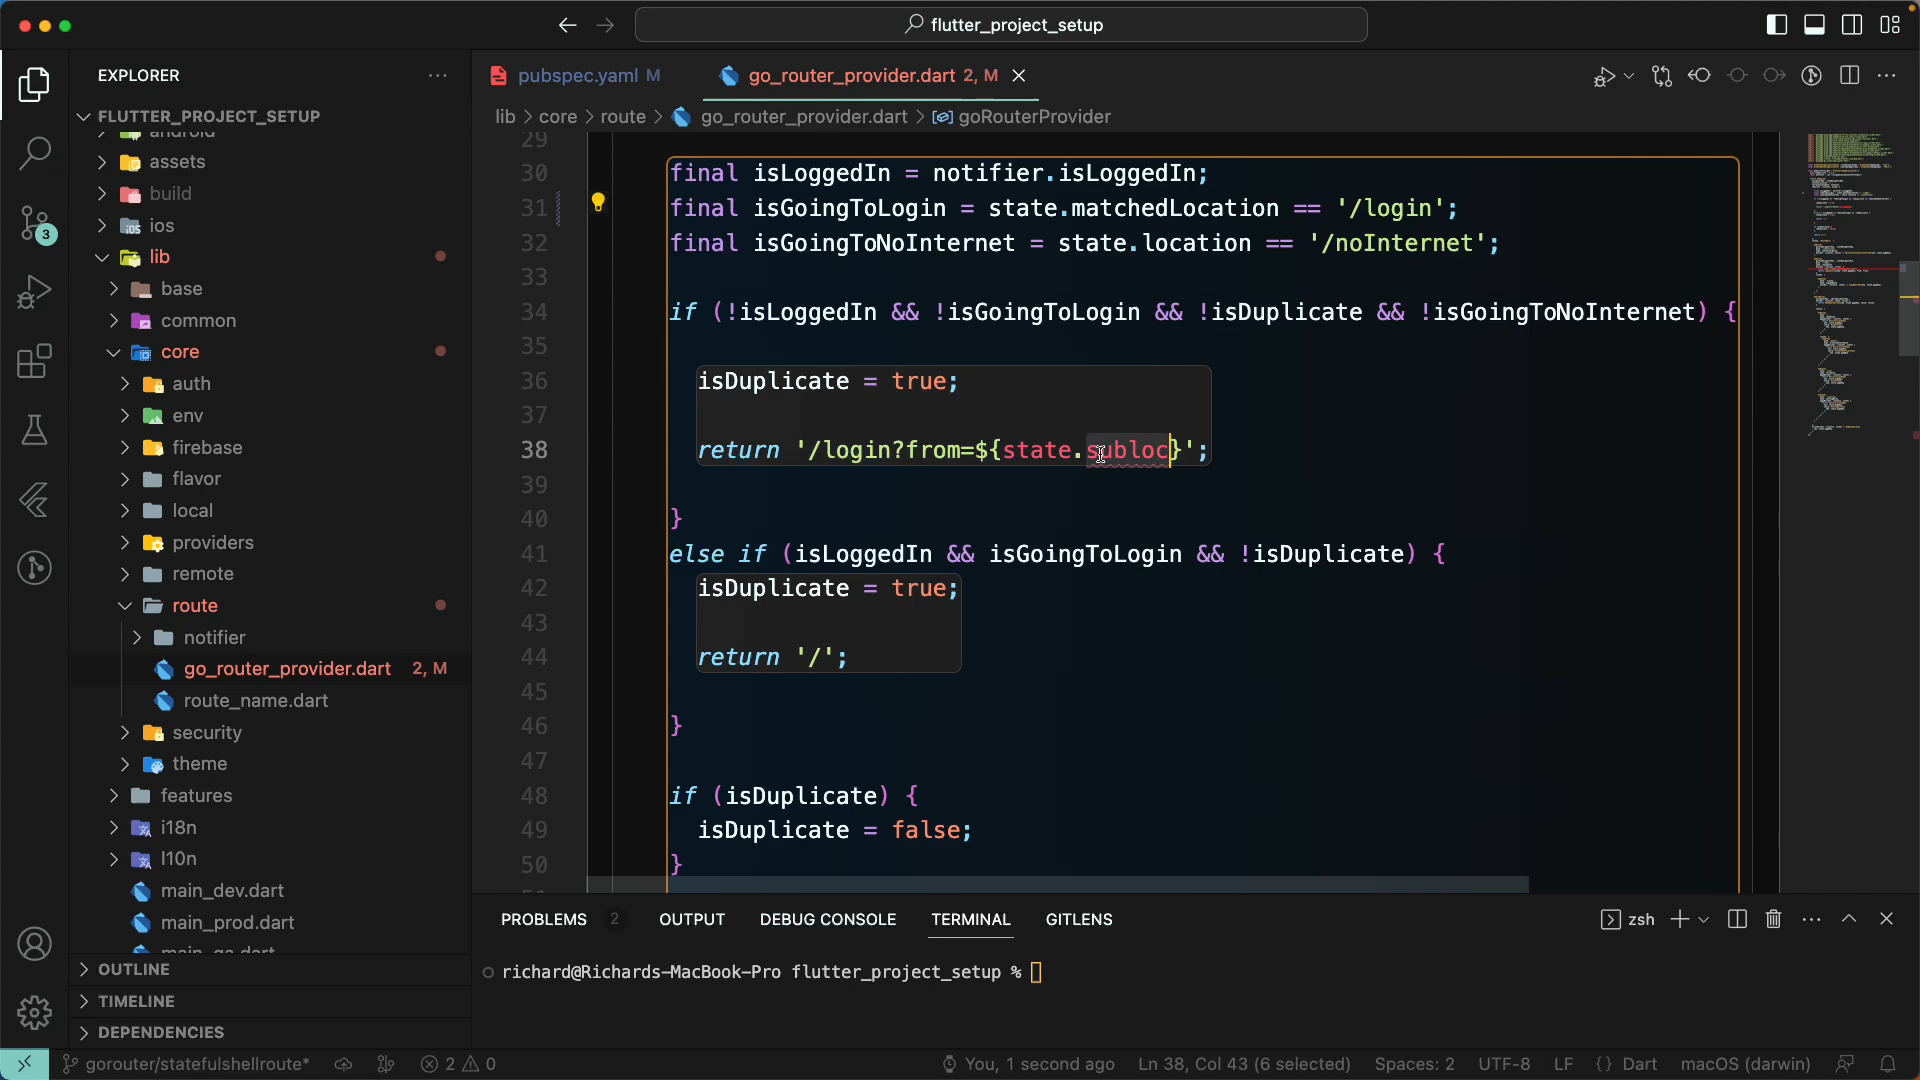 flutter_project_setup
EXPLORER
pubspec.yaml M
go_router_provider.dart 2, M
FLUTTER_PROJECT_SETUP
lib > core > route > go_router_provider.dart > goRouterProvider
android
assets
build
ios
lib
base
common
core
auth
env
firebase
flavor
local
providers
remote
route
notifier
go_router_provider.dart 2, M
route_name.dart
security
theme
features
i18n
l10n
main_dev.dart
main_prod.dart
main_qa.dart
OUTLINE
TIMELINE
DEPENDENCIES
3
29
30 final isLoggedIn = notifier.isLoggedIn;
31 final isGoingToLogin = state.matchedLocation == '/login';
32 final isGoingToNoInternet = state.location == '/noInternet';
33
34 if (!isLoggedIn && !isGoingToLogin && !isDuplicate && !isGoingToNoInternet) {
35
36 isDuplicate = true;
37
38 return '/login?from=${state.subloc}';
39
40 }
41 else if (isLoggedIn && isGoingToLogin && !isDuplicate) {
42 isDuplicate = true;
43
44 return '/';
45
46 }
47
48 if (isDuplicate) {
49 isDuplicate = false;
50 }
PROBLEMS 2 OUTPUT DEBUG CONSOLE TERMINAL GITLENS
zsh
richard@Richards-MacBook-Pro flutter_project_setup %
gorouter/statefulshellroute* 2 0 You, 1 second ago Ln 38, Col 43 (6 selected) Spaces: 2 UTF-8 LF {} Dart macOS (darwin)